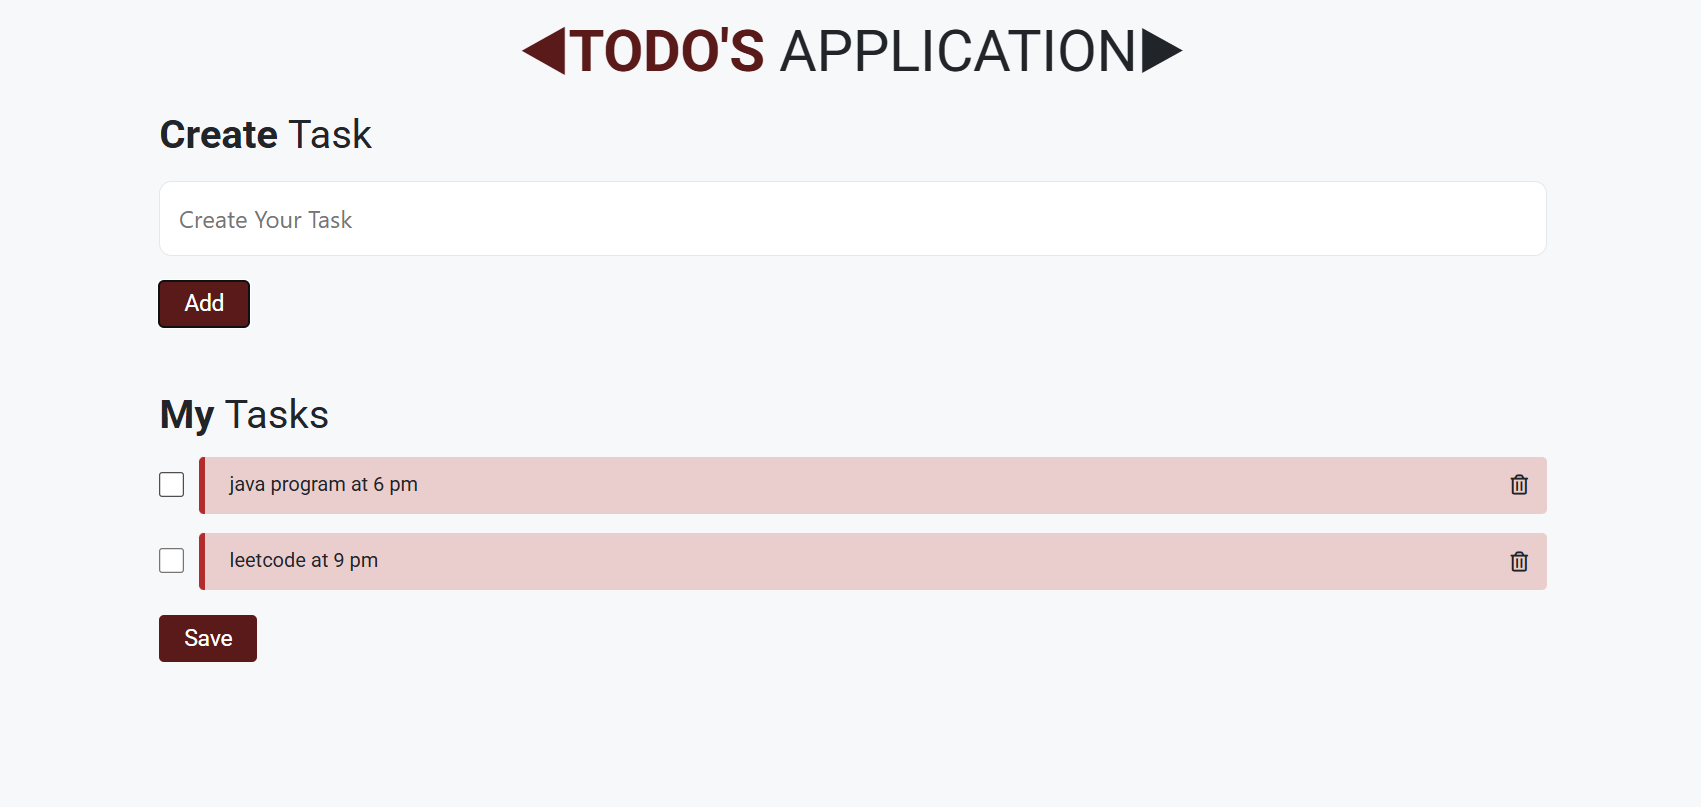 ◀TODO'S APPLICATION▶
Create Task
Create Your Task
Add
My Tasks
java program at 6 pm
leetcode at 9 pm
Save